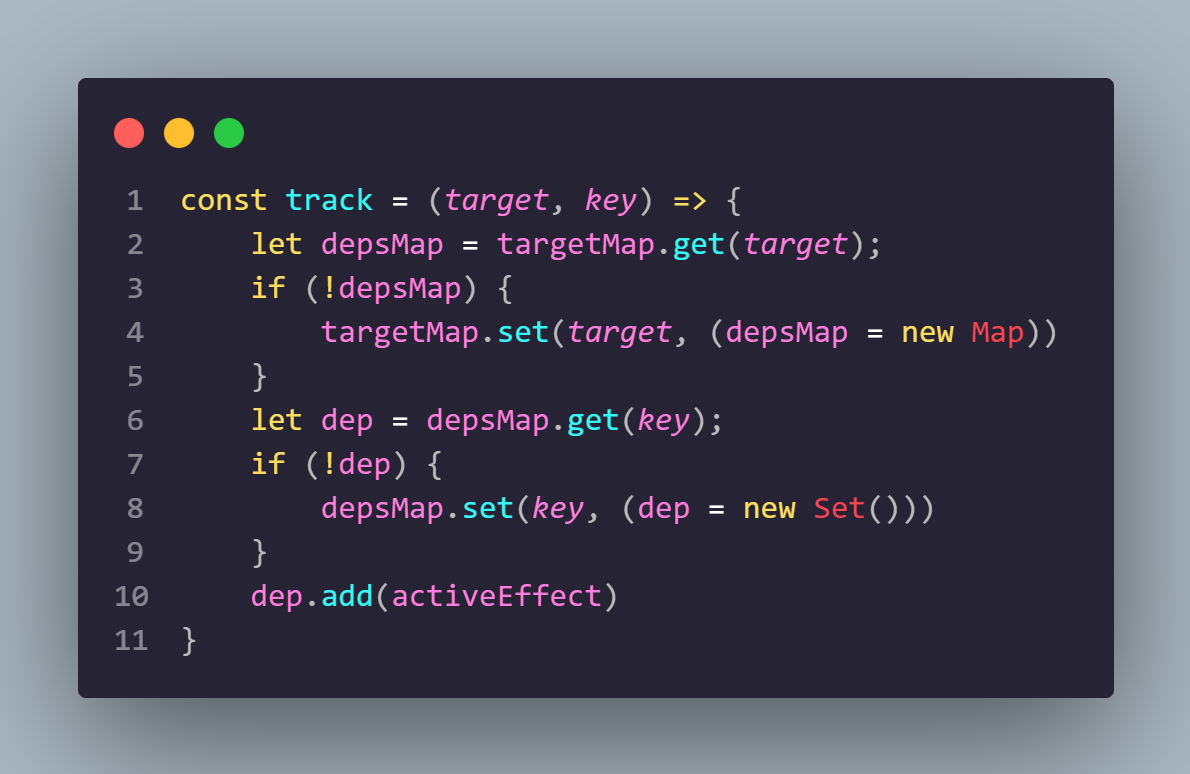 1 const track = (target, key) => {
2     let depsMap = targetMap.get(target);
3     if (!depsMap) {
4         targetMap.set(target, (depsMap = new Map))
5     }
6     let dep = depsMap.get(key);
7     if (!dep) {
8         depsMap.set(key, (dep = new Set()))
9     }
10     dep.add(activeEffect)
11 }